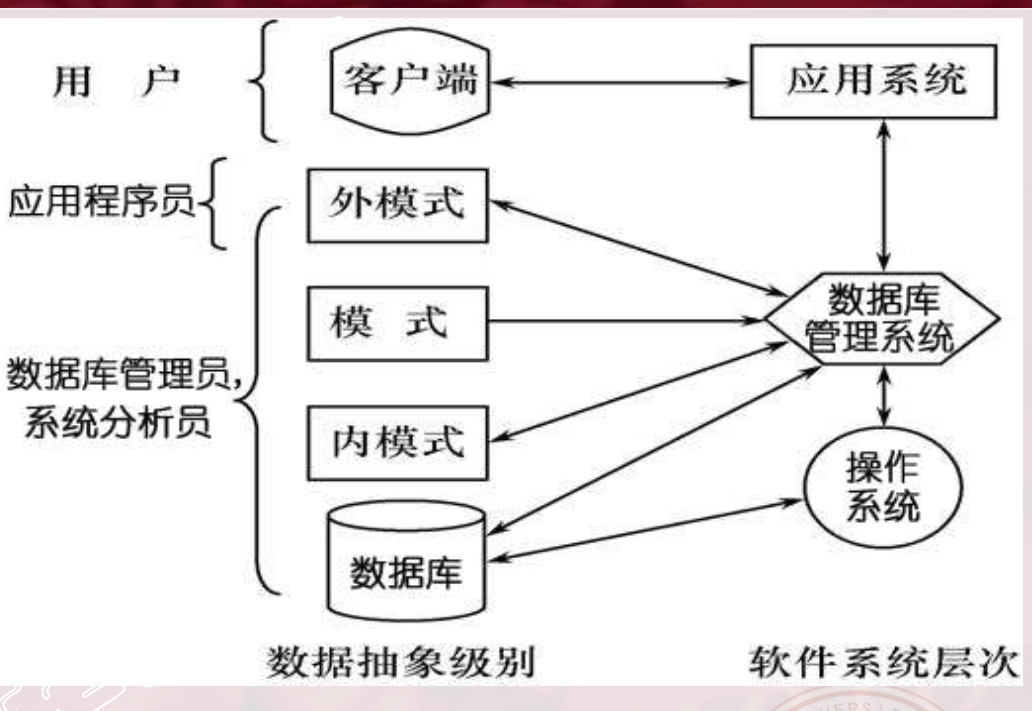 用 户
客户端
应用系统
应用程序员
外模式
模 式
数据库
管理系统
数据库管理员,
系统分析员
内模式
操作
系统
数据库
数据抽象级别
软件系统层次